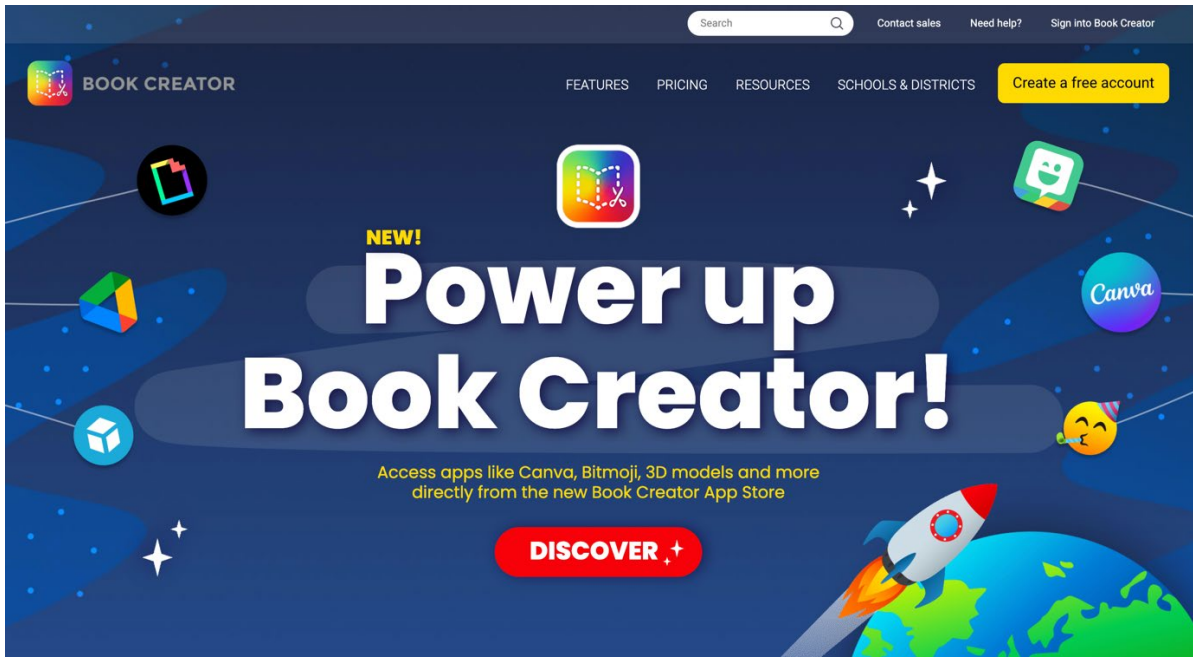 Search
Contact sales
Need help?
Sign into Book Creator
BOOK CREATOR
FEATURES
PRICING
RESOURCES
SCHOOLS & DISTRICTS
Create a free account
NEW!
Power up
Book Creator!
Canva
Access apps like Canva, Bitmoji, 3D models and more
directly from the new Book Creator App Store
DISCOVER